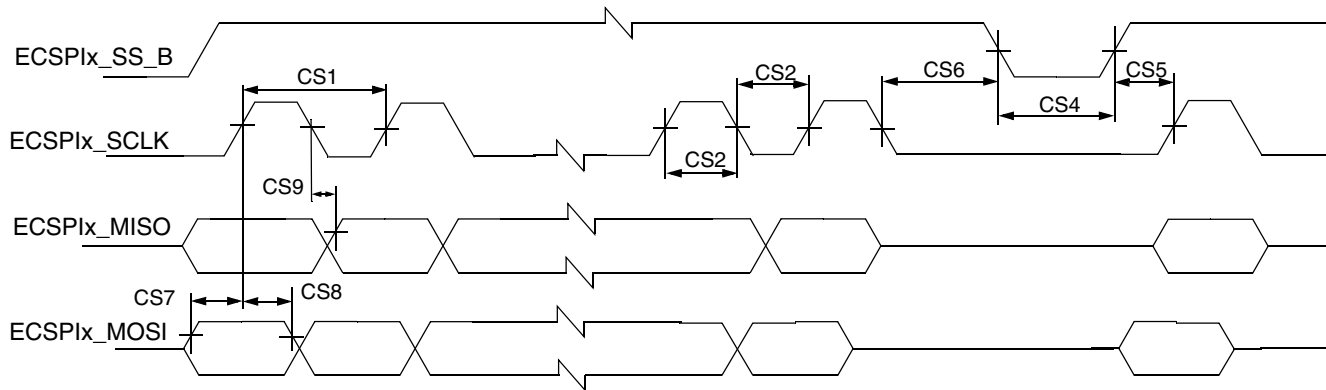 ECSPIx_SS_B
CS1
CS2
CS6
CS5
CS4
ECSPIx_SCLK
CS2
CS9
ECSPIx_MISO
CS7
CS8
ECSPIx_MOSI